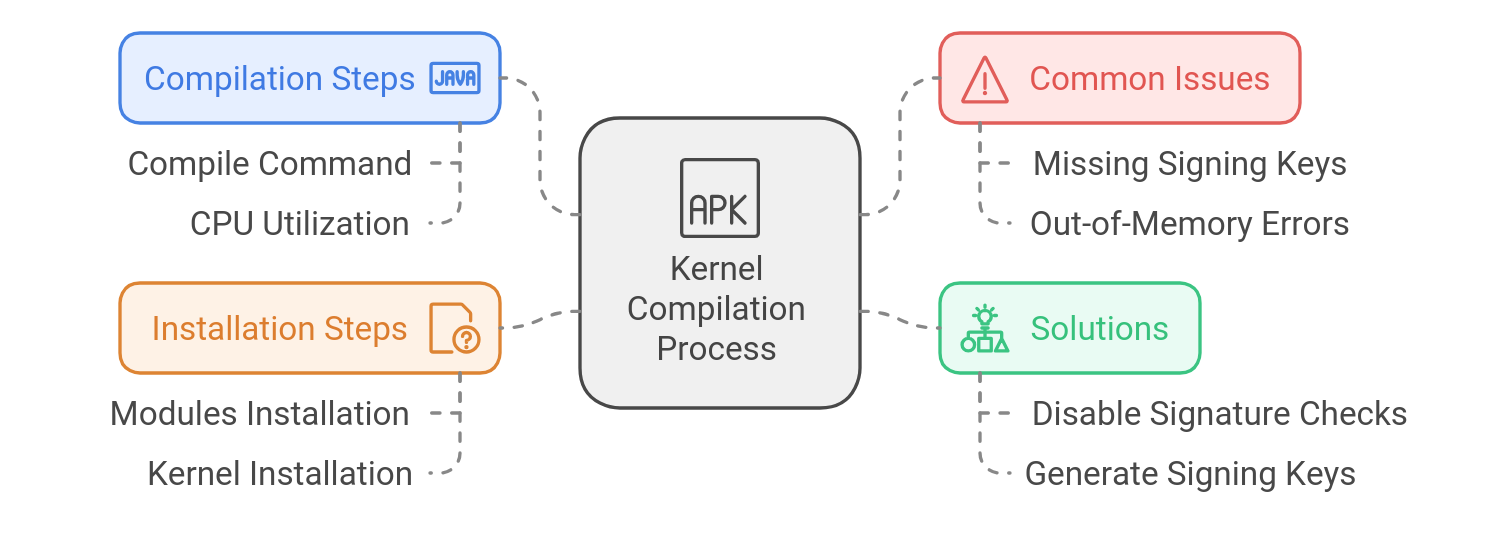 Compilation Steps
JAVA
Compile Command
CPU Utilization
Installation Steps
?
Modules Installation
Kernel Installation
APK
Kernel
Compilation
Process
!
Common Issues
Missing Signing Keys
Out-of-Memory Errors
Solutions
Disable Signature Checks
Generate Signing Keys